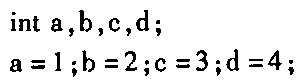 int a,b,c,d;
a=1;b=2;c=3;d=4;